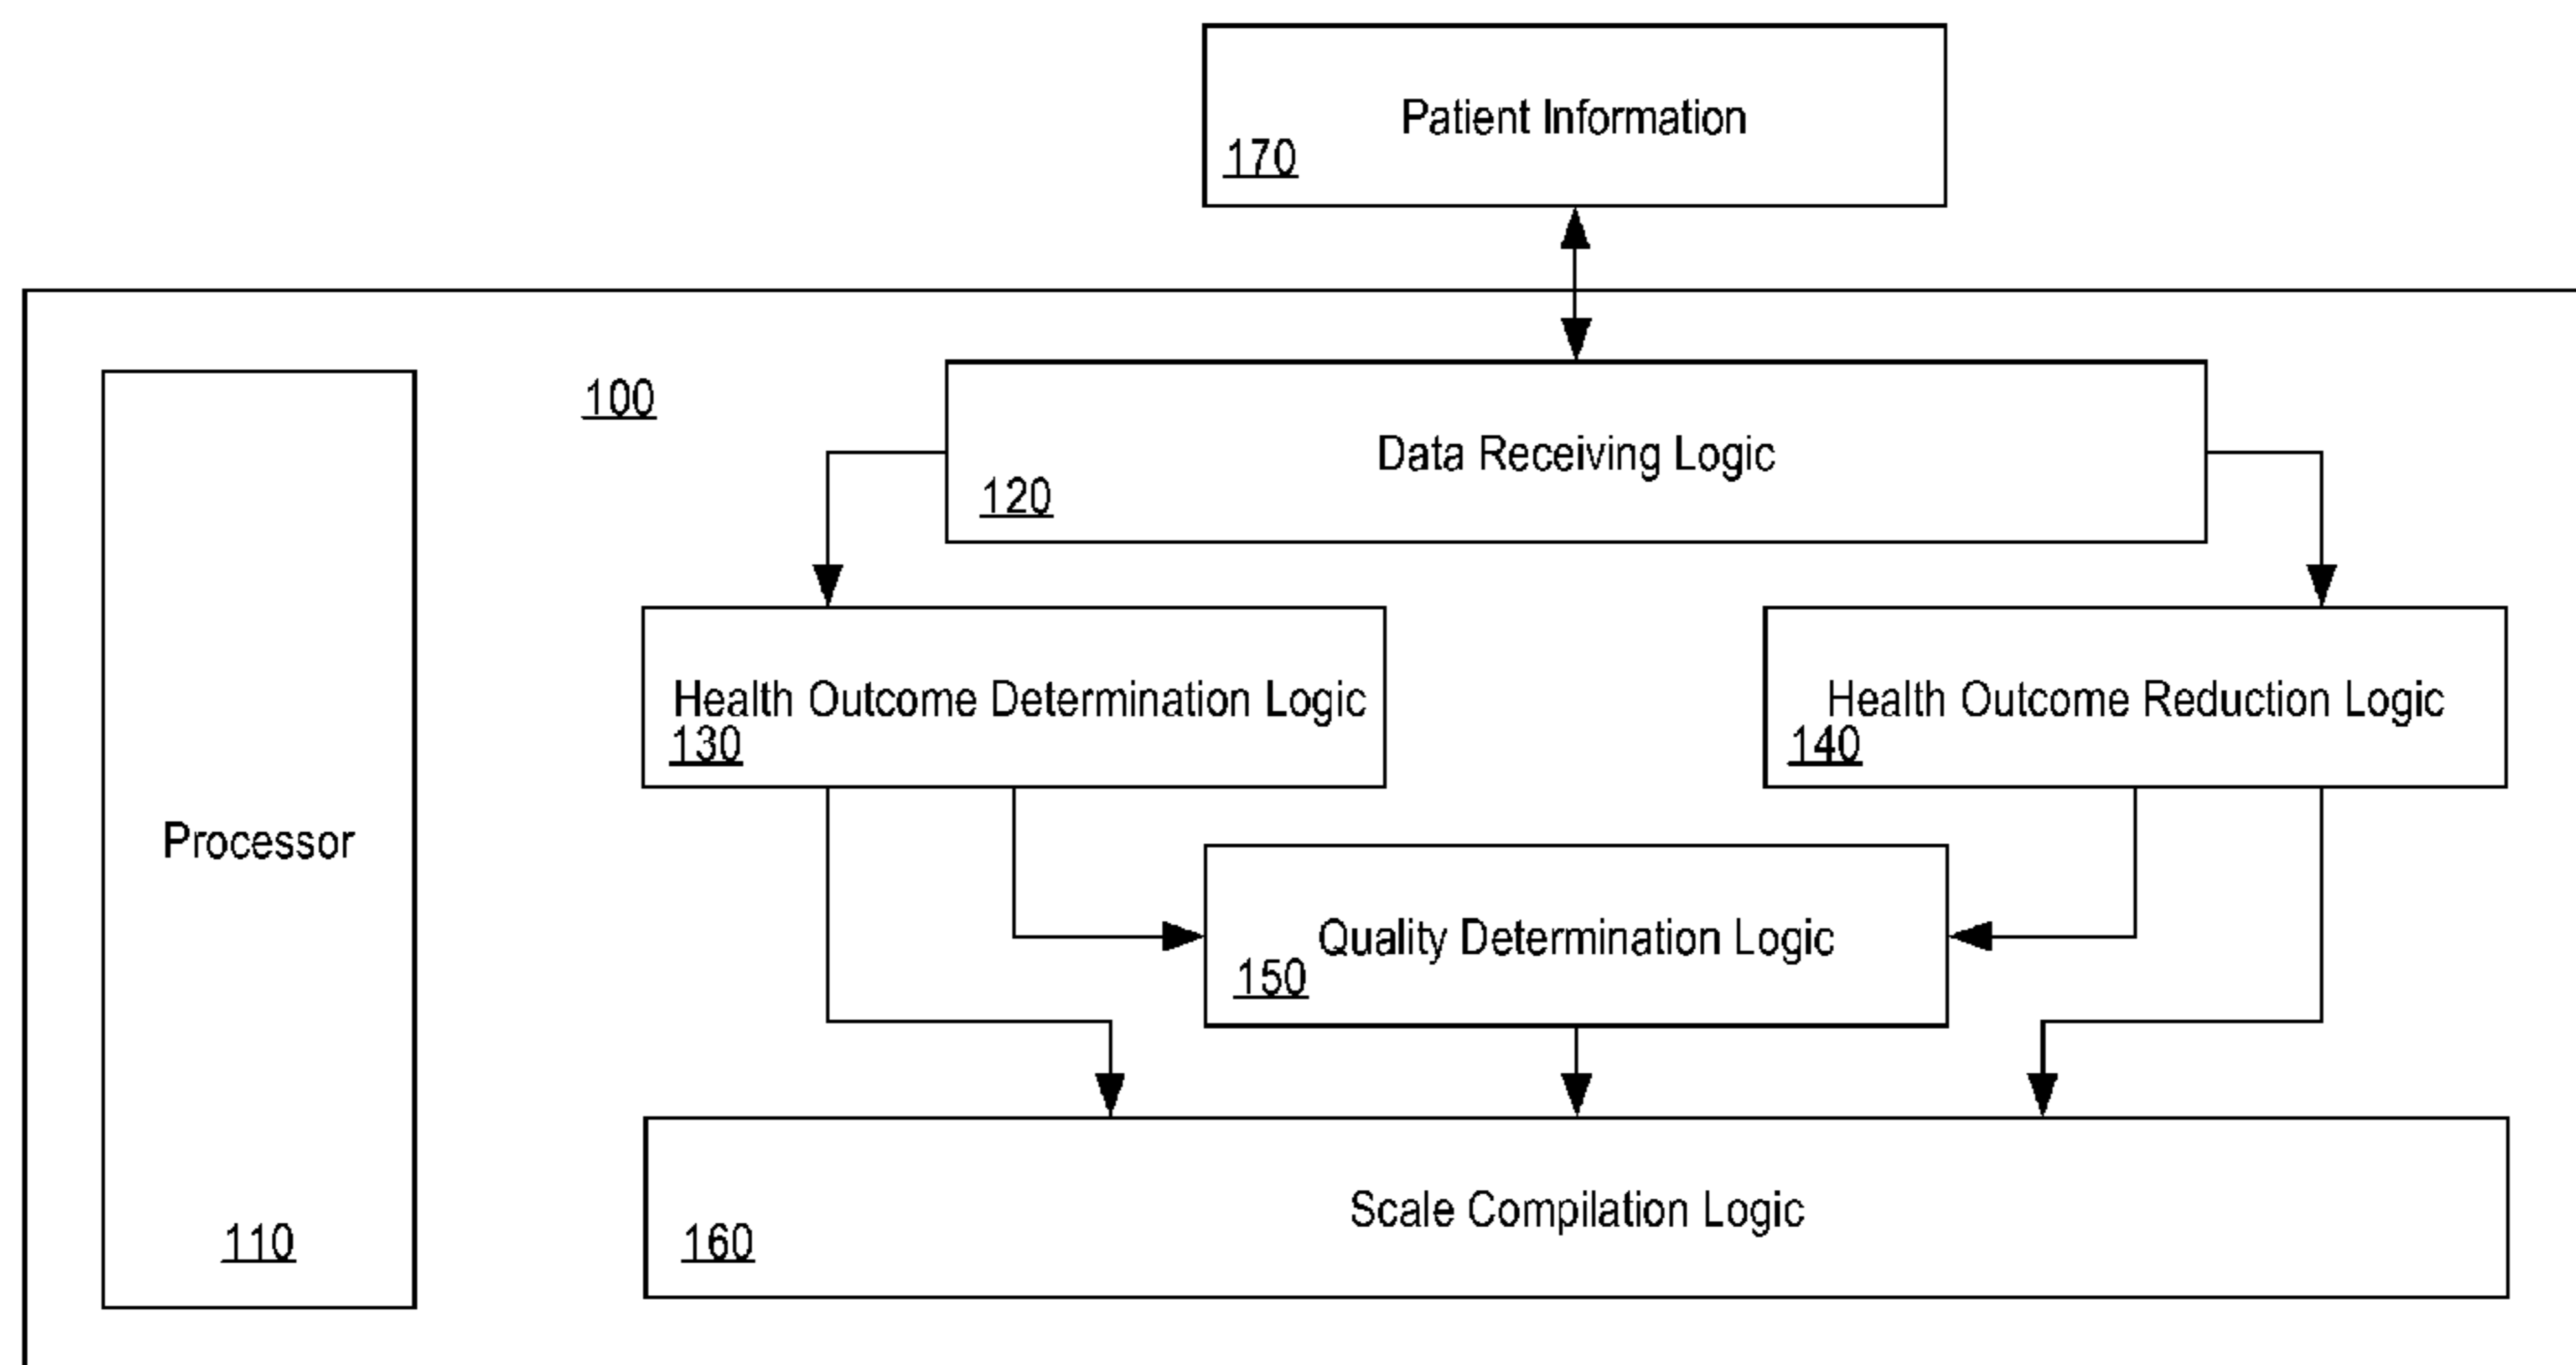 Patient Information
170
100
Data Receiving Logic
120
Health Outcome Determination Logic
130
Health Outcome Reduction Logic
140
Processor
110
Quality Determination Logic
150
Scale Compilation Logic
160